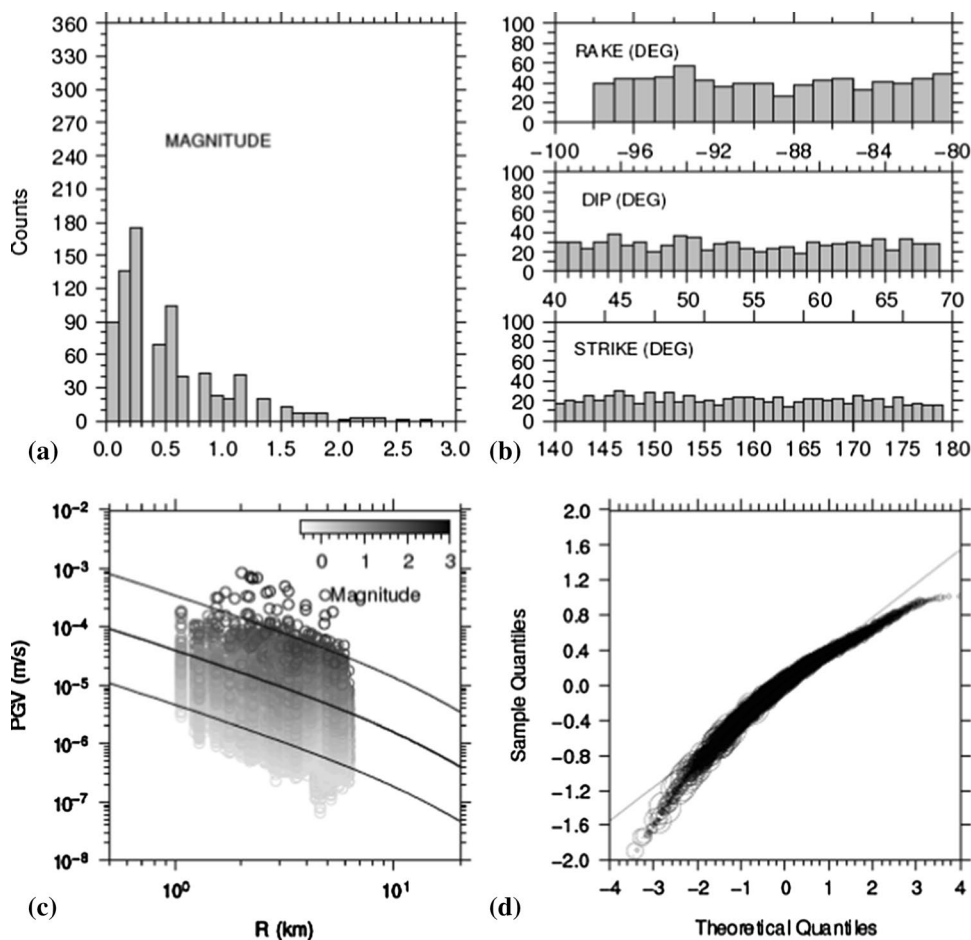 360
330
300
270
240
210
180
150
120
90
60
30
0
Counts
MAGNITUDE
0.0 0.5 1.0 1.5 2.0 2.5 3.0
(a)
100
80
60
40
20
0
RAKE (DEG)
−100 −96 −92 −88 −84 −80
100
80
60
40
20
0
DIP (DEG)
40 45 50 55 60 65 70
100
80
60
40
20
0
STRIKE (DEG)
140 145 150 155 160 165 170 175 180
(b)
10−2
10−3
10−4
10−5
10−6
10−7
10−8
PGV (m/s)
0 1 2 3
Magnitude
100 101
R (km)
(c)
2.0
1.6
1.2
0.8
0.4
0.0
-0.4
-0.8
-1.2
-1.6
-2.0
Sample Quantiles
-4 -3 -2 -1 0 1 2 3 4
Theoretical Quantiles
(d)